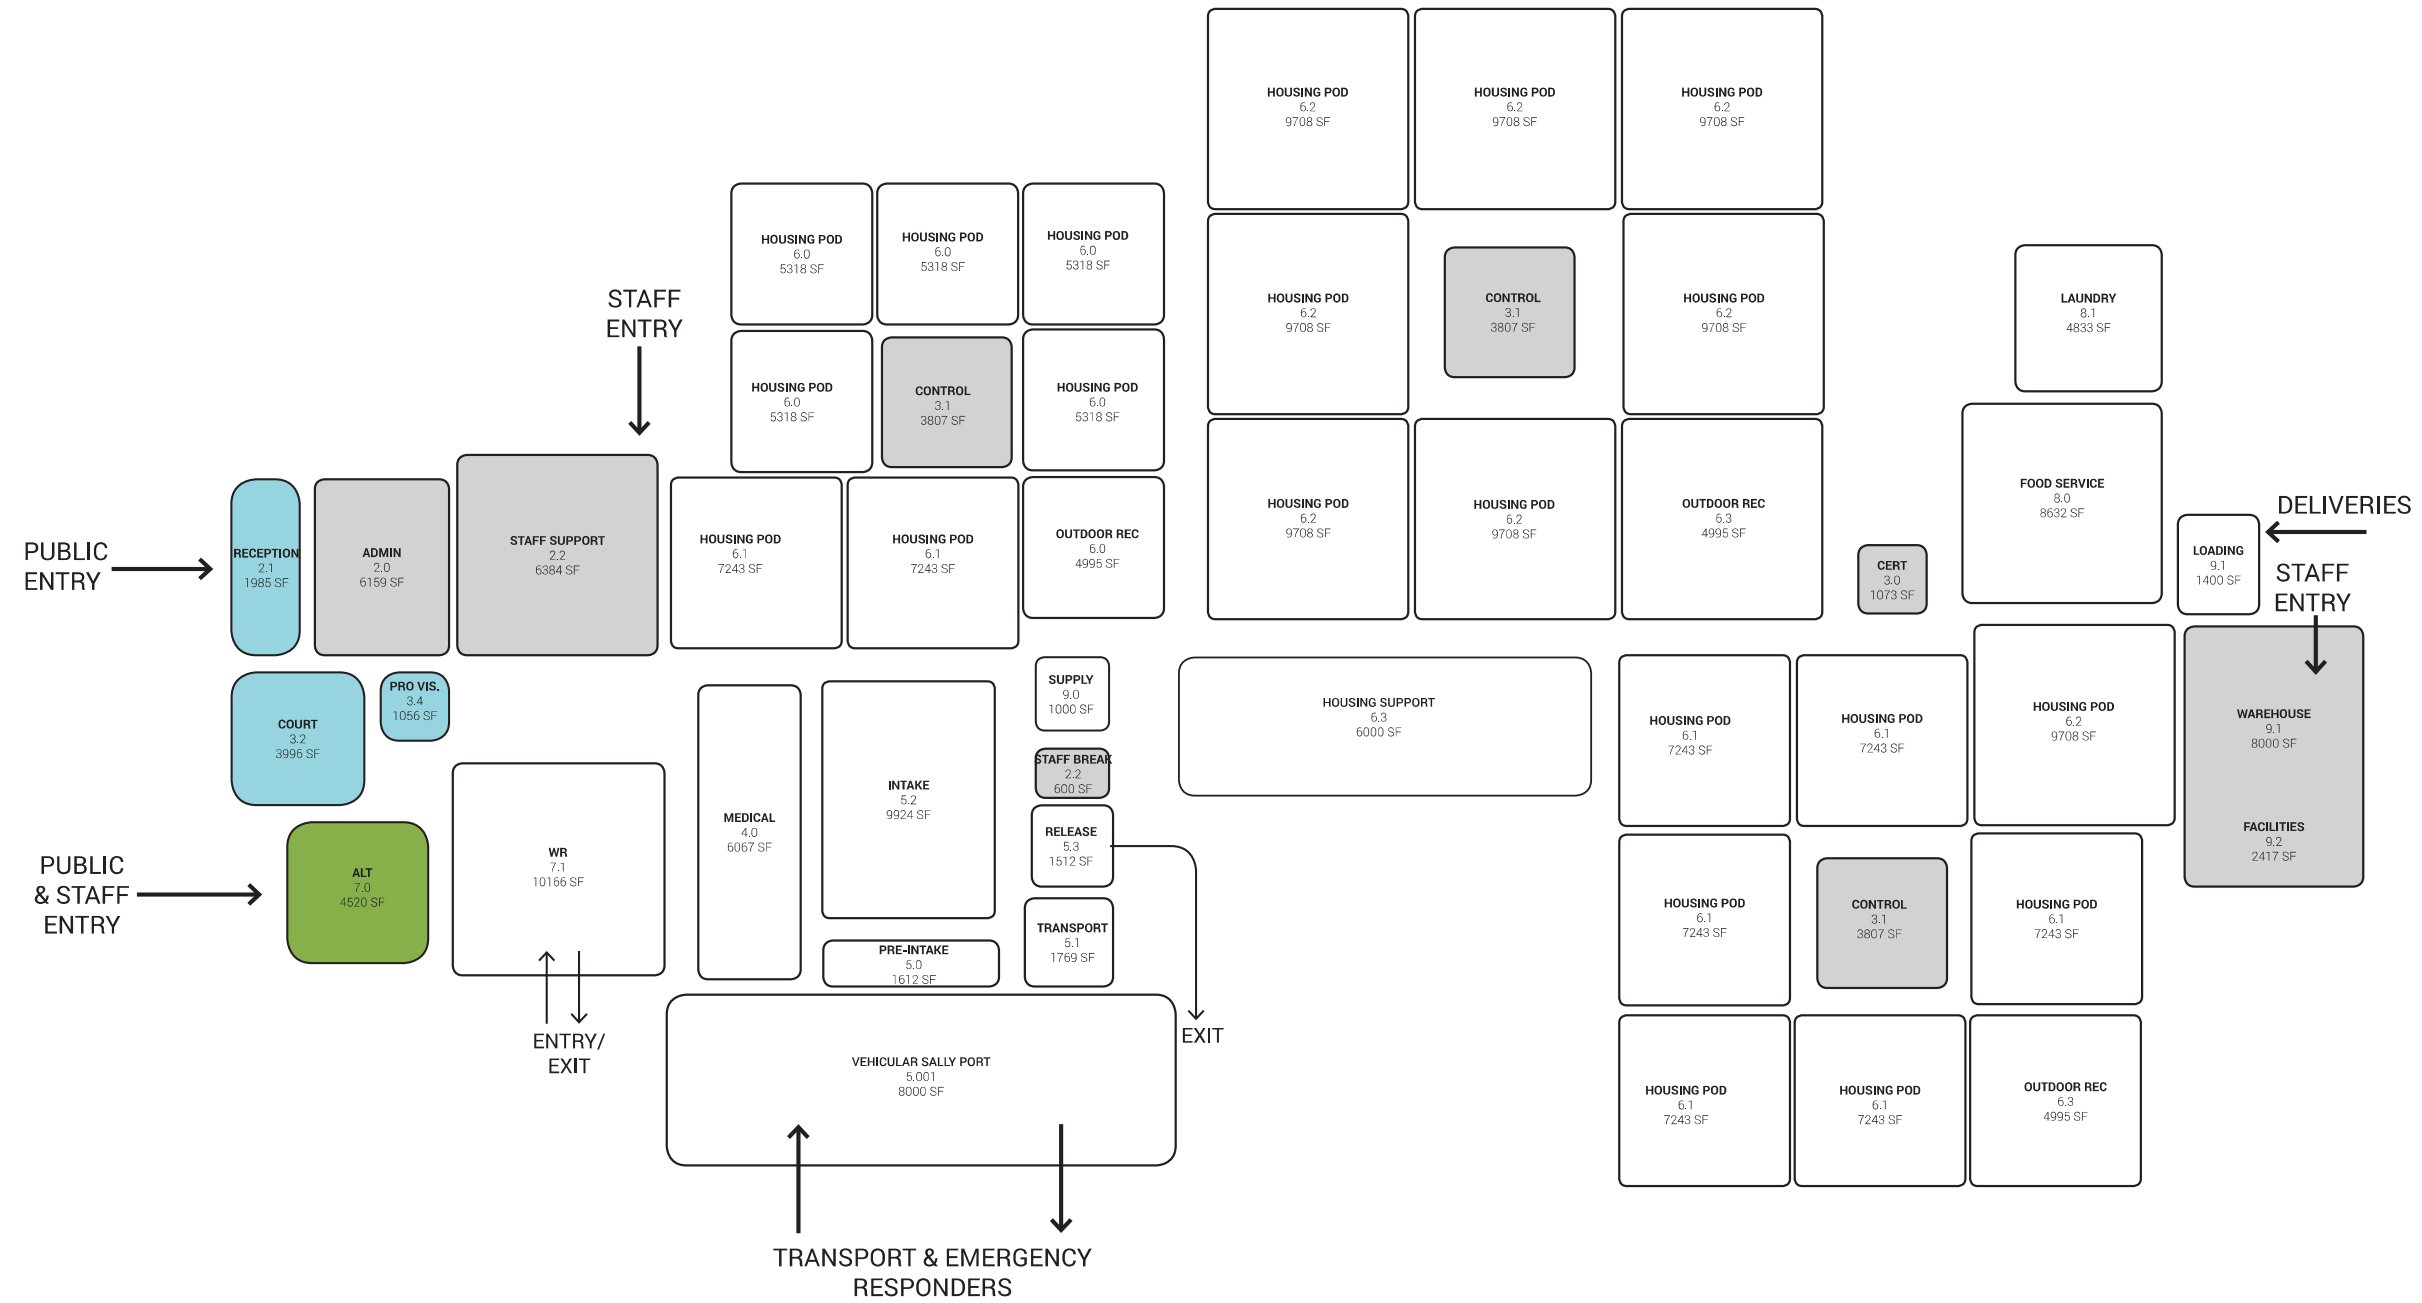 HOUSING POD
6.2
9708 SF
HOUSING POD
6.2
9708 SF
HOUSING POD
6.2
9708 SF
HOUSING POD
6.0
5318 SF
HOUSING POD
6.0
5318 SF
HOUSING POD
6.0
5318 SF
HOUSING POD
6.2
9708 SF
CONTROL
3.1
3807 SF
HOUSING POD
6.2
9708 SF
LAUNDRY
8.1
4833 SF
STAFF
ENTRY
HOUSING POD
6.0
5318 SF
CONTROL
3.1
3807 SF
HOUSING POD
6.0
5318 SF
PUBLIC
ENTRY
RECEPTION
2.1
1985 SF
ADMIN
2.0
6159 SF
STAFF SUPPORT
2.2
6384 SF
HOUSING POD
6.1
7243 SF
HOUSING POD
6.1
7243 SF
OUTDOOR REC
6.0
4995 SF
HOUSING POD
6.2
9708 SF
HOUSING POD
6.2
9708 SF
OUTDOOR REC
6.3
4995 SF
CERT
3.0
1073 SF
FOOD SERVICE
8.0
8632 SF
LOADING
9.1
1400 SF
DELIVERIES
STAFF
ENTRY
COURT
3.2
3996 SF
PRO VIS.
3.4
1056 SF
SUPPLY
9.0
1000 SF
HOUSING SUPPORT
6.3
6000 SF
HOUSING POD
6.1
7243 SF
HOUSING POD
6.1
7243 SF
HOUSING POD
6.2
9708 SF
WAREHOUSE
9.1
8000 SF
FACILITIES
9.2
2417 SF
STAFF BREAK
2.2
600 SF
PUBLIC
& STAFF
ENTRY
ALT
7.0
4520 SF
WR
7.1
10166 SF
MEDICAL
4.0
6067 SF
INTAKE
5.2
9924 SF
RELEASE
5.3
1512 SF
HOUSING POD
6.1
7243 SF
CONTROL
3.1
3807 SF
HOUSING POD
6.1
7243 SF
PRE-INTAKE
5.0
1612 SF
TRANSPORT
5.1
1769 SF
ENTRY/
EXIT
EXIT
VEHICULAR SALLY PORT
5.001
8000 SF
HOUSING POD
6.1
7243 SF
HOUSING POD
6.1
7243 SF
OUTDOOR REC
6.3
4995 SF
TRANSPORT & EMERGENCY
RESPONDERS